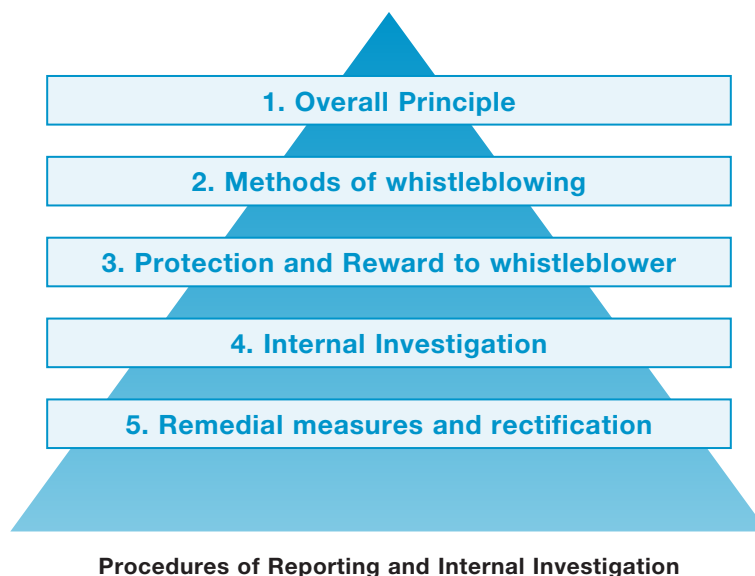 1. Overall Principle
2. Methods of whistleblowing
3. Protection and Reward to whistleblower
4. Internal Investigation
5. Remedial measures and rectification
Procedures of Reporting and Internal Investigation